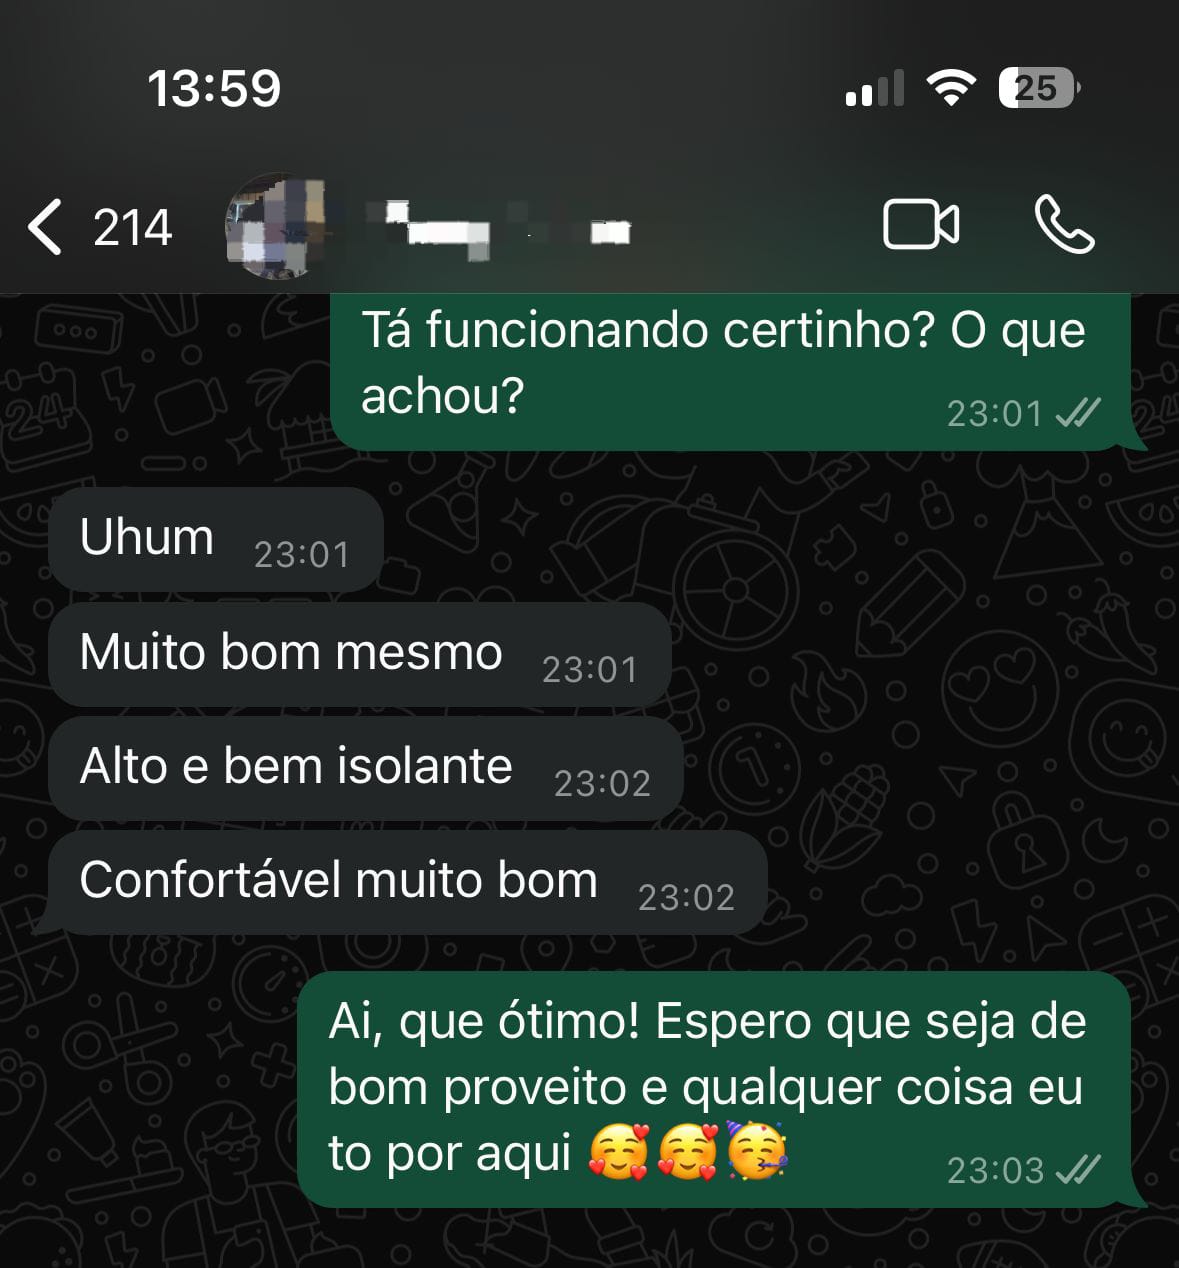 13:59
25
214
Tá funcionando certinho? O que
achou?
23:01
Uhum
23:01
Muito bom mesmo
23:01
Alto e bem isolante
23:02
Confortável muito bom
23:02
Ai, que ótimo! Espero que seja de
bom proveito e qualquer coisa eu
to por aqui 🥰🥰🥳
23:03